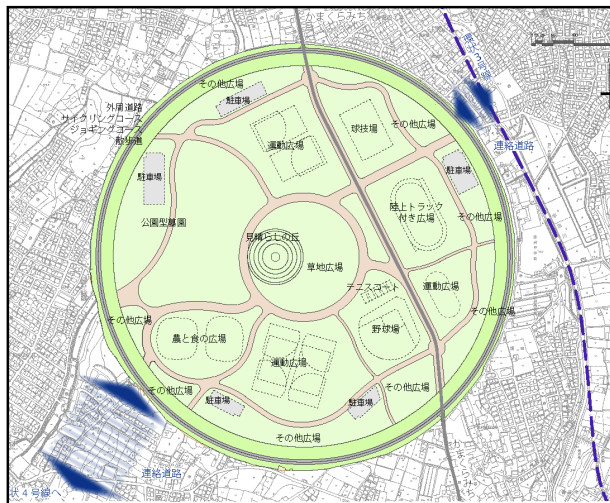 かまくらみち
その他広場
駐車場
外周道路
サイクリングコース
ジョギングコース
散歩道
運動広場
球技場
その他広場
連絡道路
駐車場
駐車場
陸上トラック
付き広場
その他広場
公園型墓園
見晴らしの丘
草地広場
テニスコート
運動広場
その他広場
その他広場
農と食の広場
野球場
運動広場
その他広場
駐車場
駐車場
その他広場
その他広場
連絡道路
状4号線へ
かまくらみち